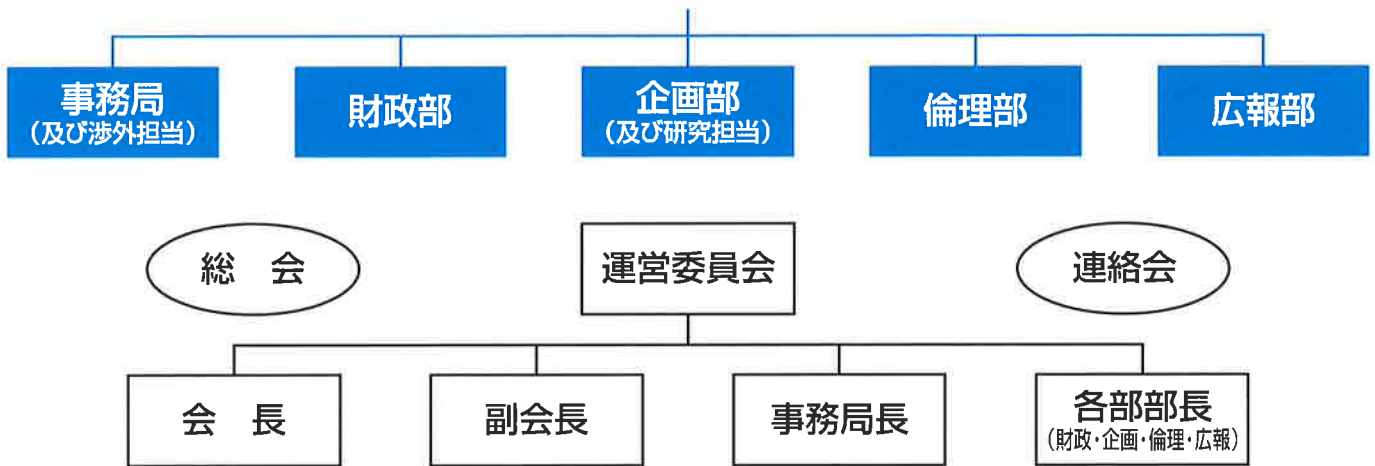 事務局
（及び渉外担当）
財政部
企画部
（及び研究担当）
倫理部
広報部
総　会
運営委員会
連絡会
会　長
副会長
事務局長
各部部長
（財政・企画・倫理・広報）